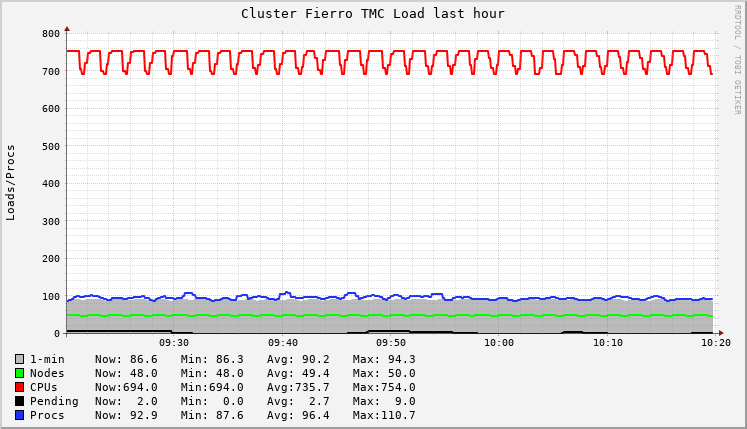 Cluster Fierro TMC Load last hour
RRDTOOL / TOBI OETIKER
Loads/Procs
800
700
600
500
400
300
200
100
0
09:30 09:40 09:50 10:00 10:10 10:20
1-min Now: 86.6 Min: 86.3 Avg: 90.2 Max: 94.3
Nodes Now: 48.0 Min: 48.0 Avg: 49.4 Max: 50.0
CPUs Now:694.0 Min:694.0 Avg:735.7 Max:754.0
Pending Now: 2.0 Min: 0.0 Avg: 2.7 Max: 9.0
Procs Now: 92.9 Min: 87.6 Avg: 96.4 Max:110.7